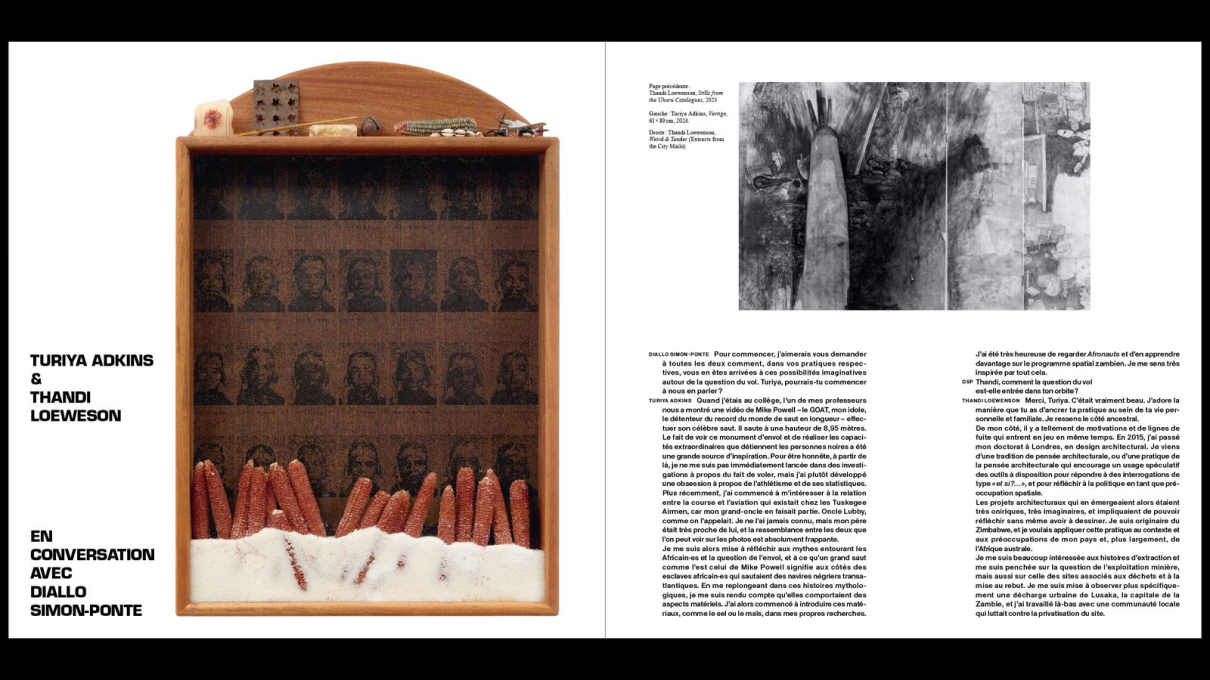 TURIYA ADKINS
&
THANDI
LOEWESON
EN
CONVERSATION
AVEC
DIALLO
SIMON-PONTE
Page précédente :
Thandi Loewenson, Stills from
the Uhuru Catalogues, 2023
Gauche : Turiya Adkins, Vertigo,
61 × 89 cm, 2024.
Droite : Thandi Loewenson,
Weird & Tender (Extracts from
the City Mailo)
DIALLO SIMON-PONTE Pour commencer, j'aimerais vous demander
à toutes les deux comment, dans vos pratiques respec-
tives, vous en êtes arrivées à ces possibilités imaginatives
autour de la question du vol. Turiya, pourrais-tu commencer
à nous en parler ?
TURIYA ADKINS Quand j'étais au collège, l'un de mes professeurs
nous a montré une vidéo de Mike Powell – le GOAT, mon idole,
le détenteur du record du monde de saut en longueur – effec-
tuer son célèbre saut. Il saute à une hauteur de 8,95 mètres.
Le fait de voir ce monument d'envol et de réaliser les capaci-
tés extraordinaires que détiennent les personnes noires a été
une grande source d'inspiration. Pour être honnête, à partir de
là, je ne me suis pas immédiatement lancée dans des investi-
gations à propos du fait de voler, mais j'ai plutôt développé
une obsession à propos de l'athlétisme et de ses statistiques.
Plus récemment, j'ai commencé à m'intéresser à la relation
entre la course et l'aviation qui existait chez les Tuskegee
Airmen, car mon grand-oncle en faisait partie. Oncle Lubby,
comme on l'appelait. Je ne l'ai jamais connu, mais mon père
était très proche de lui, et la ressemblance entre les deux que
l'on peut voir sur les photos est absolument frappante.
Je me suis alors mise à réfléchir aux mythes entourant les
Africain·es et la question de l'envol, et à ce qu'un grand saut
comme l'est celui de Mike Powell signifie aux côtés des
esclaves africain·es qui sautaient des navires négriers transa-
tlantiques. En me replongeant dans ces histoires mytholo-
giques, je me suis rendu compte qu'elles comportaient des
aspects matériels. J'ai alors commencé à introduire ces maté-
riaux, comme le sel ou le maïs, dans mes propres recherches.
J'ai été très heureuse de regarder Afronauts et d'en apprendre
davantage sur le programme spatial zambien. Je me sens très
inspirée par tout cela.
DSP Thandi, comment la question du vol
est-elle entrée dans ton orbite ?
THANDI LOEWENSON Merci, Turiya. C'était vraiment beau. J'adore la
manière que tu as d'ancrer ta pratique au sein de ta vie per-
sonnelle et familiale. Je ressens le côté ancestral.
De mon côté, il y a tellement de motivations et de lignes de
fuite qui entrent en jeu en même temps. En 2015, j'ai passé
mon doctorat à Londres, en design architectural. Je viens
d'une tradition de pensée architecturale, ou d'une pratique de
la pensée architecturale qui encourage un usage spéculatif
des outils à disposition pour répondre à des interrogations de
type « et si ?... », et pour réfléchir à la politique en tant que pré-
occupation spatiale.
Les projets architecturaux qui en émergeaient alors étaient
très oniriques, très imaginaires, et impliquaient de pouvoir
réfléchir sans même avoir à dessiner. Je suis originaire du
Zimbabwe, et je voulais appliquer cette pratique au contexte et
aux préoccupations de mon pays et, plus largement, de
l'Afrique australe.
Je me suis beaucoup intéressée aux histoires d'extraction et
me suis penchée sur la question de l'exploitation minière,
mais aussi sur celle des sites associés aux déchets et à la
mise au rebut. Je me suis mise à observer plus spécifique-
ment une décharge urbaine de Lusaka, la capitale de la
Zambie, et j'ai travaillé là-bas avec une communauté locale
qui luttait contre la privatisation du site.